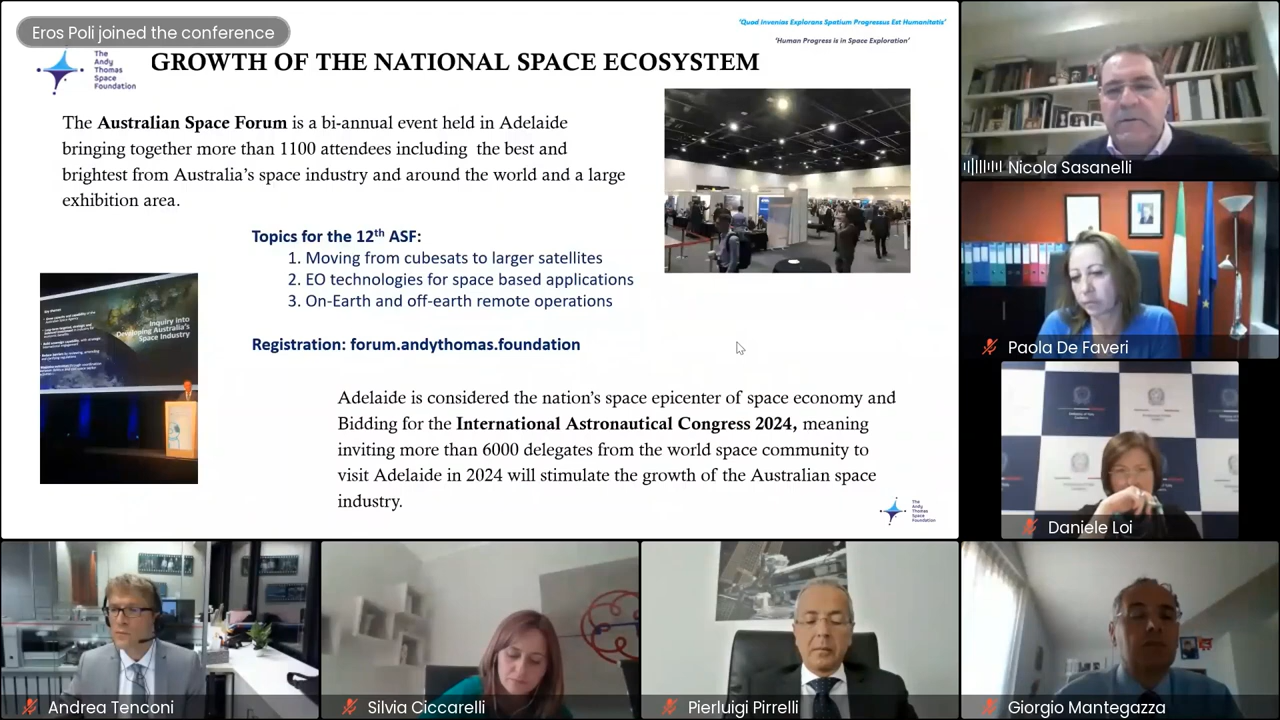 Eros Poli joined the conference
'Quod Invenias Explorans Spatium Progressus Est Humanitatis'
'Human Progress is in Space Exploration'
The
Andy
Thomas
Space
Foundation
GROWTH OF THE NATIONAL SPACE ECOSYSTEM
The Australian Space Forum is a bi-annual event held in Adelaide
bringing together more than 1100 attendees including the best and
brightest from Australia's space industry and around the world and a large
exhibition area.
Topics for the 12th ASF:
1. Moving from cubesats to larger satellites
2. EO technologies for space based applications
3. On-Earth and off-earth remote operations
Registration: forum.andythomas.foundation
Inquiry into
Developing Australia's
Space Industry
Adelaide is considered the nation's space epicenter of space economy and
Bidding for the International Astronautical Congress 2024, meaning
inviting more than 6000 delegates from the world space community to
visit Adelaide in 2024 will stimulate the growth of the Australian space
industry.
The
Andy
Thomas
Space
Foundation
Nicola Sasanelli
Paola De Faveri
Daniele Loi
Andrea Tenconi
Silvia Ciccarelli
Pierluigi Pirrelli
Giorgio Mantegazza